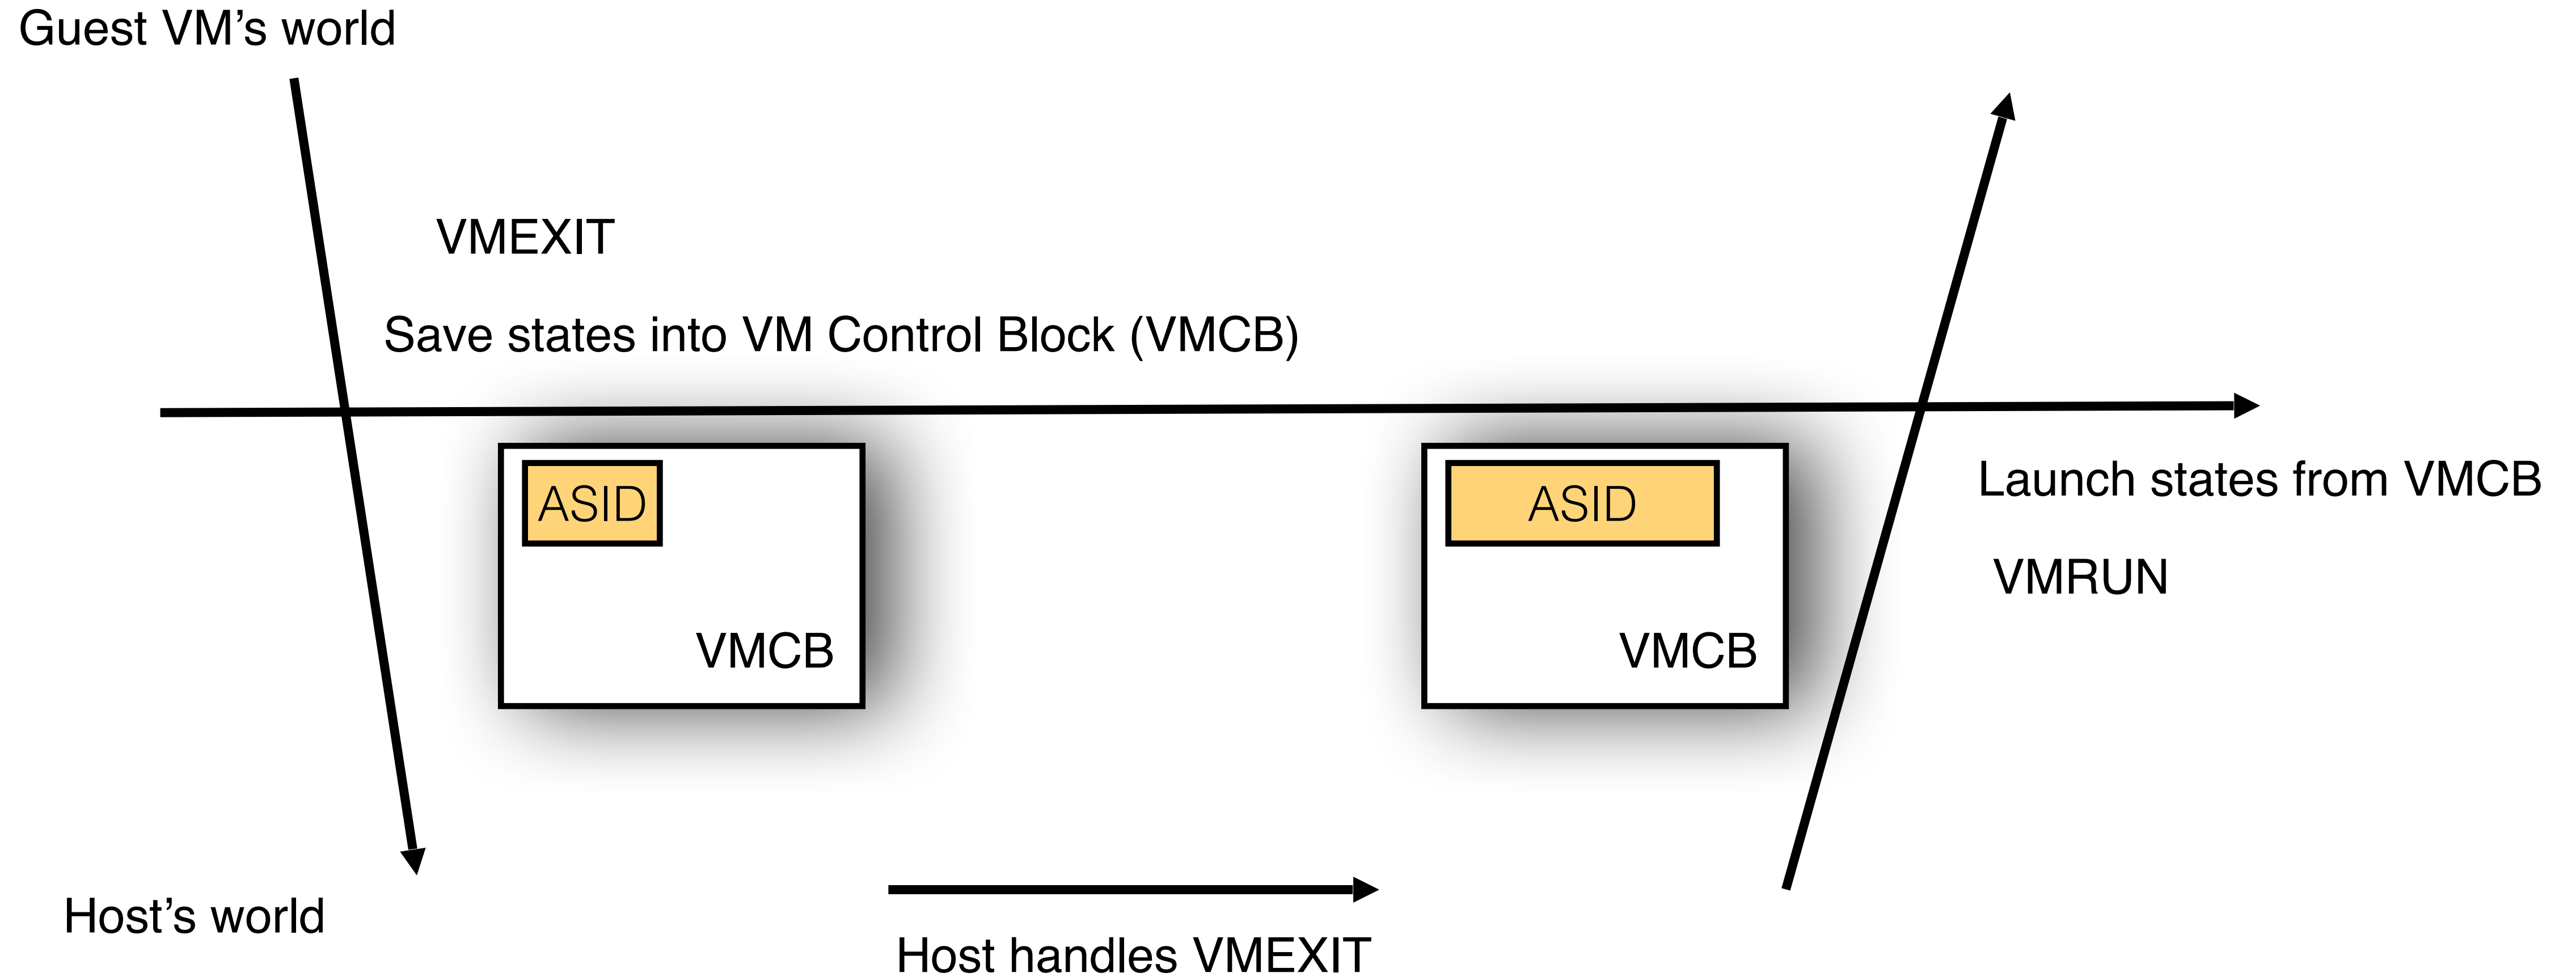 Guest VM’s world
VMEXIT
Save states into VM Control Block (VMCB)
ASID
VMCB
ASID
VMCB
Launch states from VMCB
VMRUN
Host’s world
Host handles VMEXIT